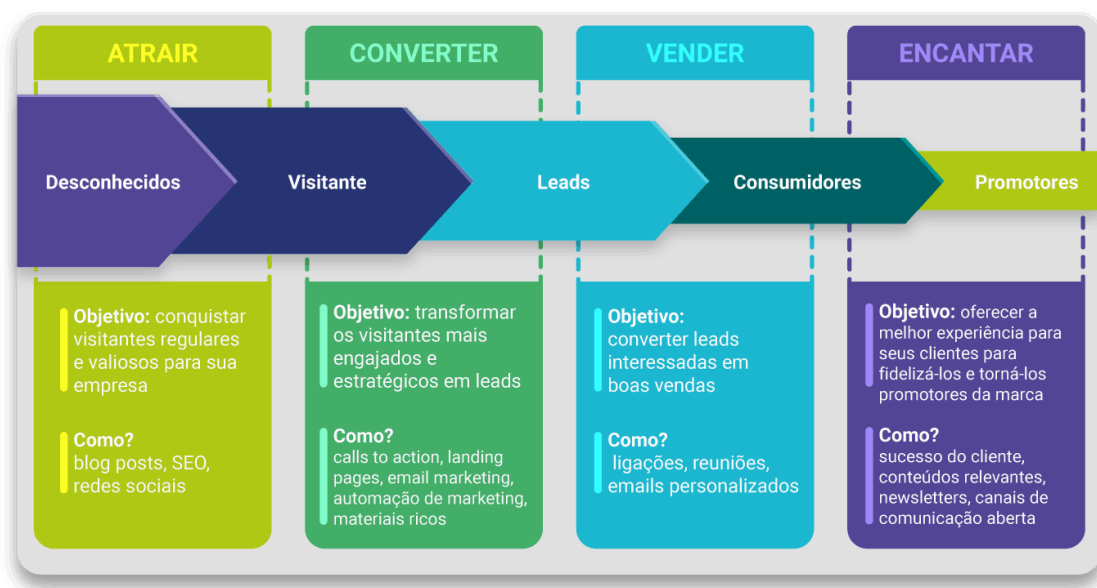 ATRAIR
CONVERTER
VENDER
ENCANTAR
Desconhecidos
Visitante
Leads
Consumidores
Promotores
Objetivo: conquistar
visitantes regulares
e valiosos para sua
empresa
Como?
blog posts, SEO,
redes sociais
Objetivo: transformar
os visitantes mais
engajados e
estratégicos em leads
Como?
calls to action, landing
pages, email marketing,
automação de marketing,
materiais ricos
Objetivo:
converter leads
interessadas em
boas vendas
Como?
ligações, reuniões,
emails personalizados
Objetivo: oferecer a
melhor experiência para
seus clientes para
fidelizá-los e torná-los
promotores da marca
Como?
sucesso do cliente,
conteúdos relevantes,
newsletters, canais de
comunicação aberta